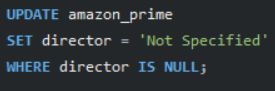 UPDATE amazon_prime
SET director = 'Not Specified'
WHERE director IS NULL;